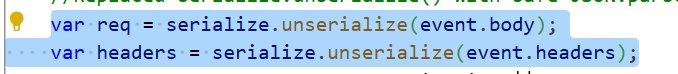 var req = serialize.unserialize(event.body);
var headers = serialize.unserialize(event.headers);